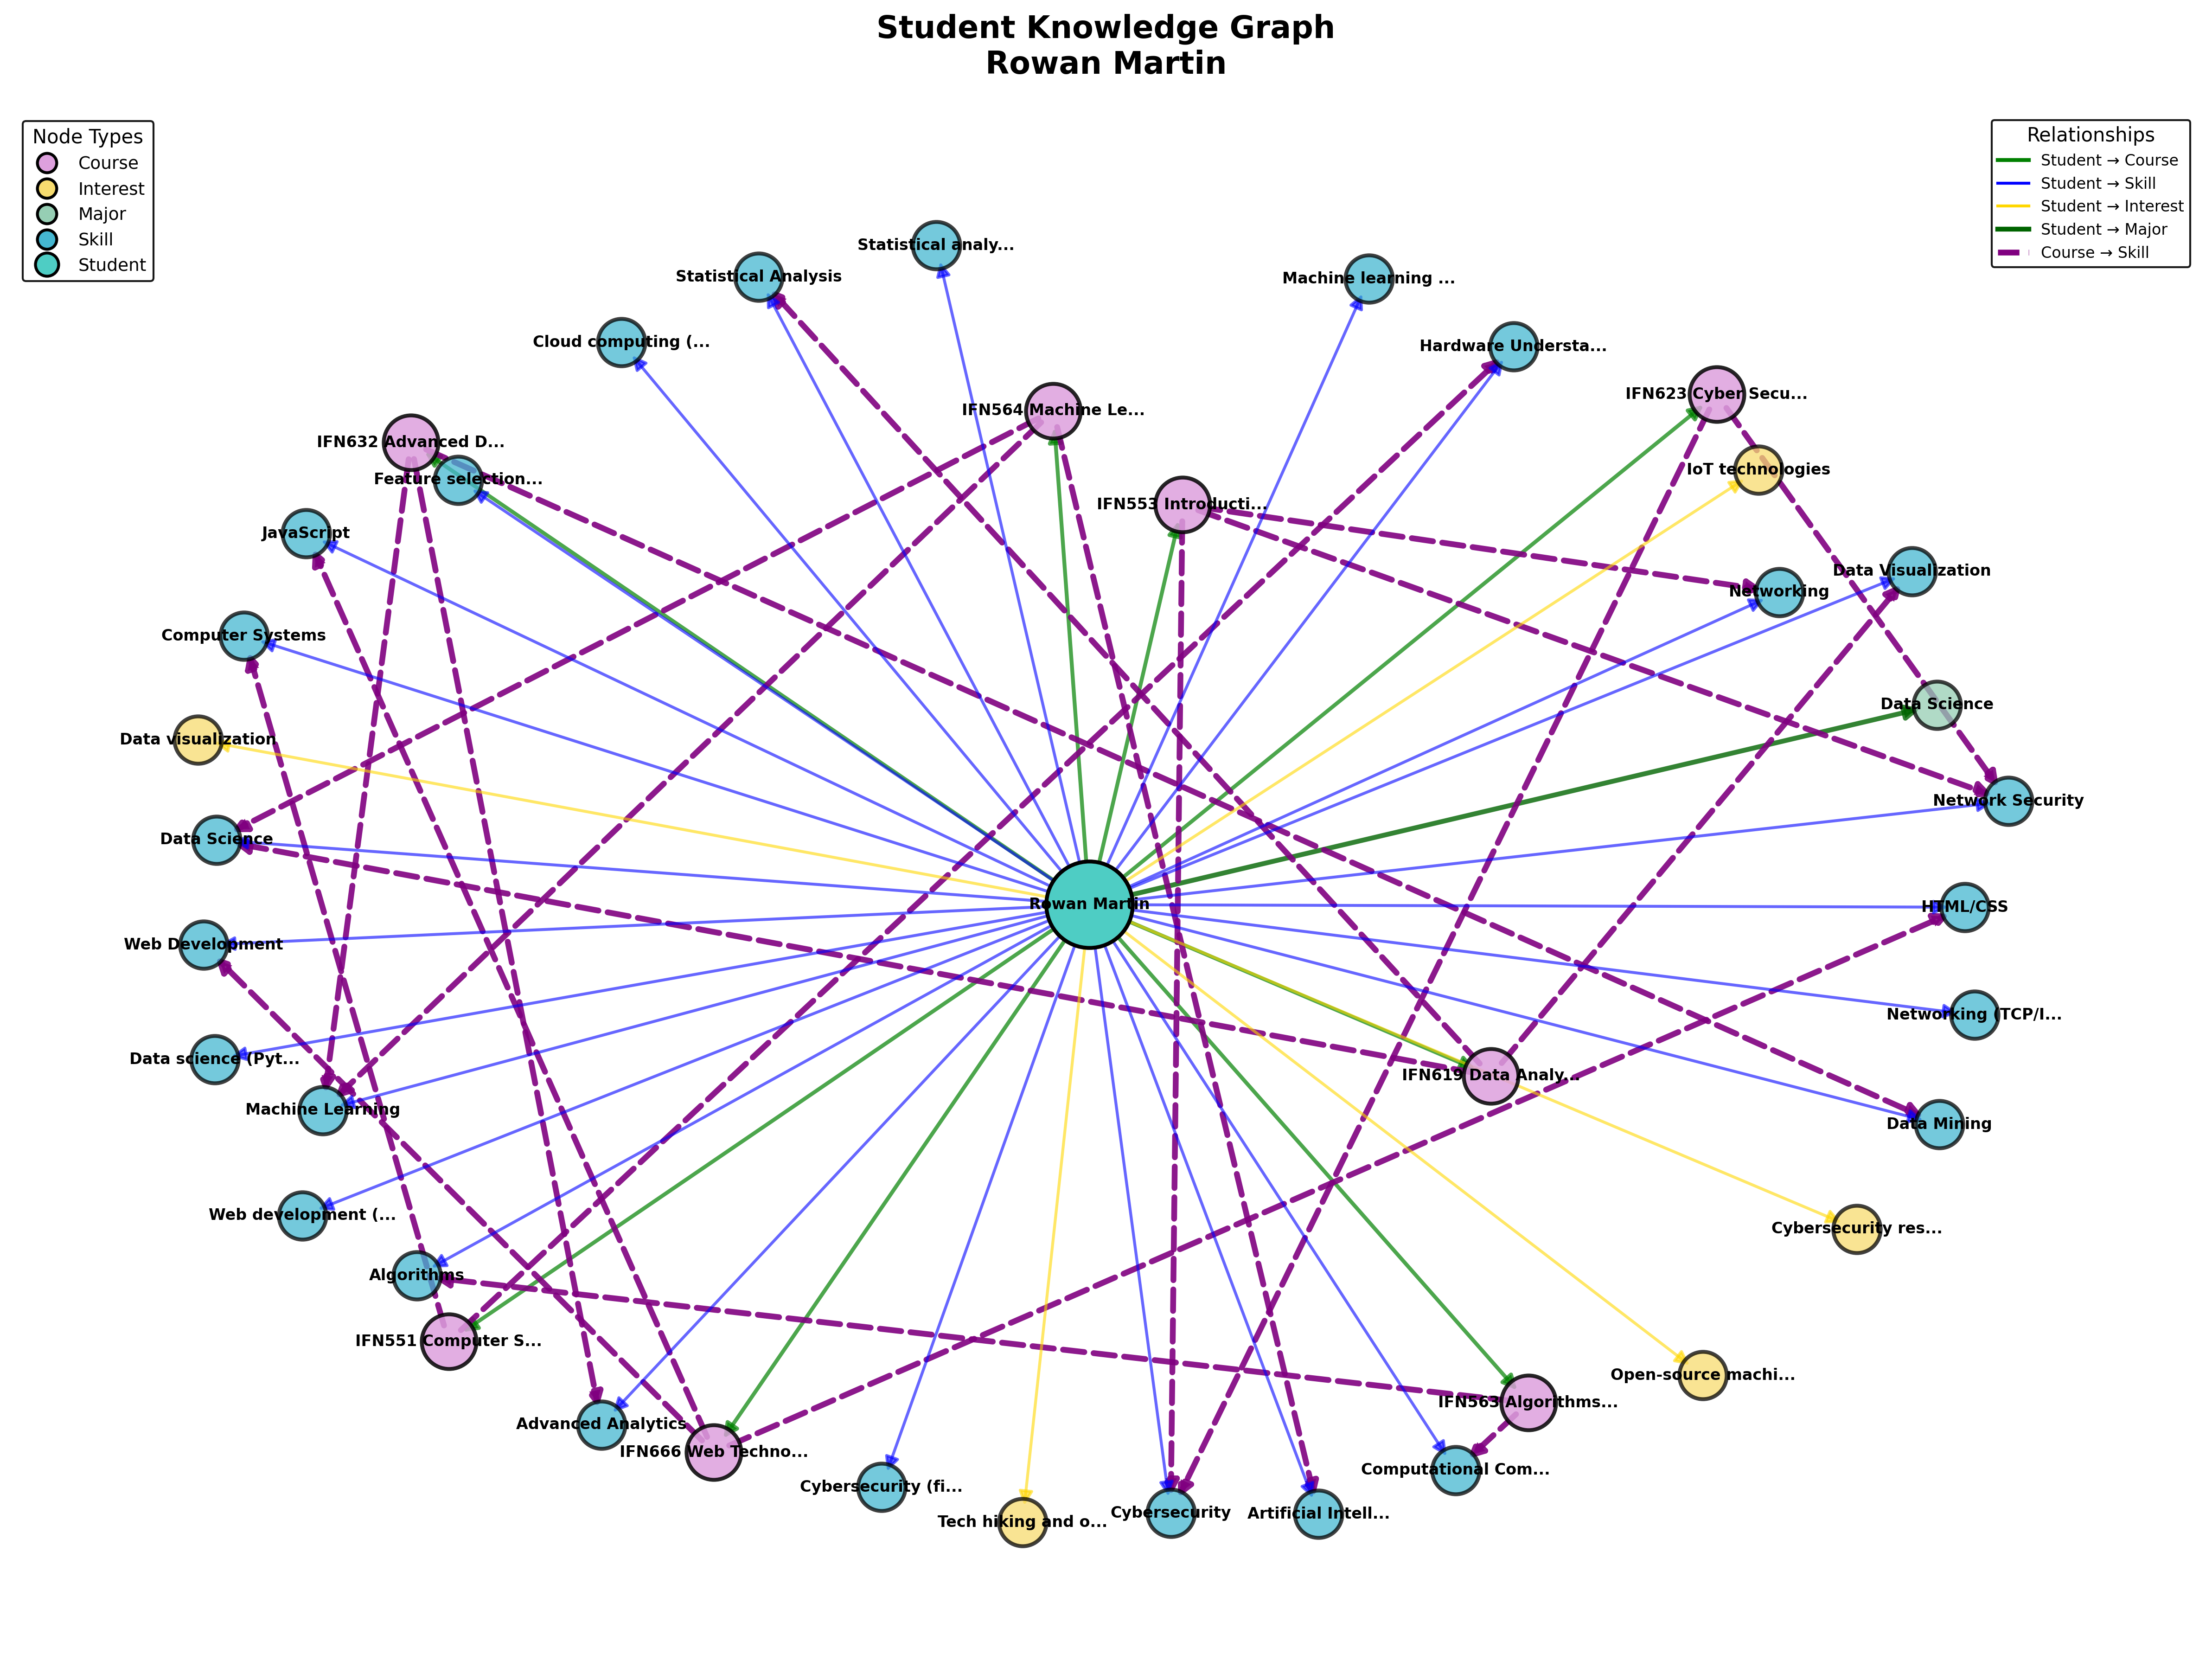 Student Knowledge Graph
Rowan Martin
Node Types
Course
Interest
Major
Skill
Student
Relationships
Student → Course
Student → Skill
Student → Interest
Student → Major
Course → Skill
Statistical analy...
Statistical Analysis
Machine learning ...
Cloud computing (...
Hardware Understa...
IFN623 Cyber Secu...
IFN564 Machine Le...
IFN632 Advanced D...
IoT technologies
Feature selection...
IFN553 Introducti...
JavaScript
Data Visualization
Networking
Computer Systems
Data Science
Data visualization
Network Security
Data Science
Rowan Martin
HTML/CSS
Web Development
Networking (TCP/I...
Data science (Pyt...
IFN619 Data Analy...
Machine Learning
Data Mining
Web development (...
Cybersecurity res...
Algorithms
IFN551 Computer S...
Open-source machi...
IFN563 Algorithms...
Advanced Analytics
IFN666 Web Techno...
Computational Com...
Cybersecurity (fi...
Cybersecurity
Artificial Intell...
Tech hiking and o...